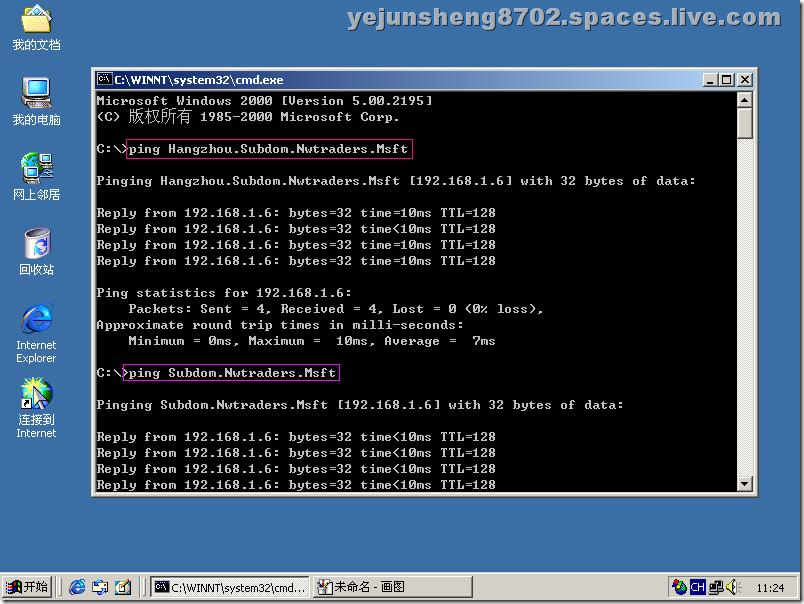 yejunsheng8702.spaces.live.com
我的文档
我的电脑
网上邻居
回收站
Internet
Explorer
连接到
Internet
C:\WINNT\system32\cmd.exe
Microsoft Windows 2000 [Version 5.00.2195]
(C) 版权所有 1985-2000 Microsoft Corp.
C:\>ping Hangzhou.Subdom.Nwtraders.Msft
Pinging Hangzhou.Subdom.Nwtraders.Msft [192.168.1.6] with 32 bytes of data:
Reply from 192.168.1.6: bytes=32 time=10ms TTL=128
Reply from 192.168.1.6: bytes=32 time<10ms TTL=128
Reply from 192.168.1.6: bytes=32 time=10ms TTL=128
Reply from 192.168.1.6: bytes=32 time=10ms TTL=128
Ping statistics for 192.168.1.6:
Packets: Sent = 4, Received = 4, Lost = 0 (0% loss),
Approximate round trip times in milli-seconds:
Minimum = 0ms, Maximum =  10ms, Average =  7ms
C:\>ping Subdom.Nwtraders.Msft
Pinging Subdom.Nwtraders.Msft [192.168.1.6] with 32 bytes of data:
Reply from 192.168.1.6: bytes=32 time<10ms TTL=128
Reply from 192.168.1.6: bytes=32 time<10ms TTL=128
Reply from 192.168.1.6: bytes=32 time<10ms TTL=128
Reply from 192.168.1.6: bytes=32 time<10ms TTL=128
开始
C:\WINNT\system32\cmd...
未命名 - 画图
CH
11:24